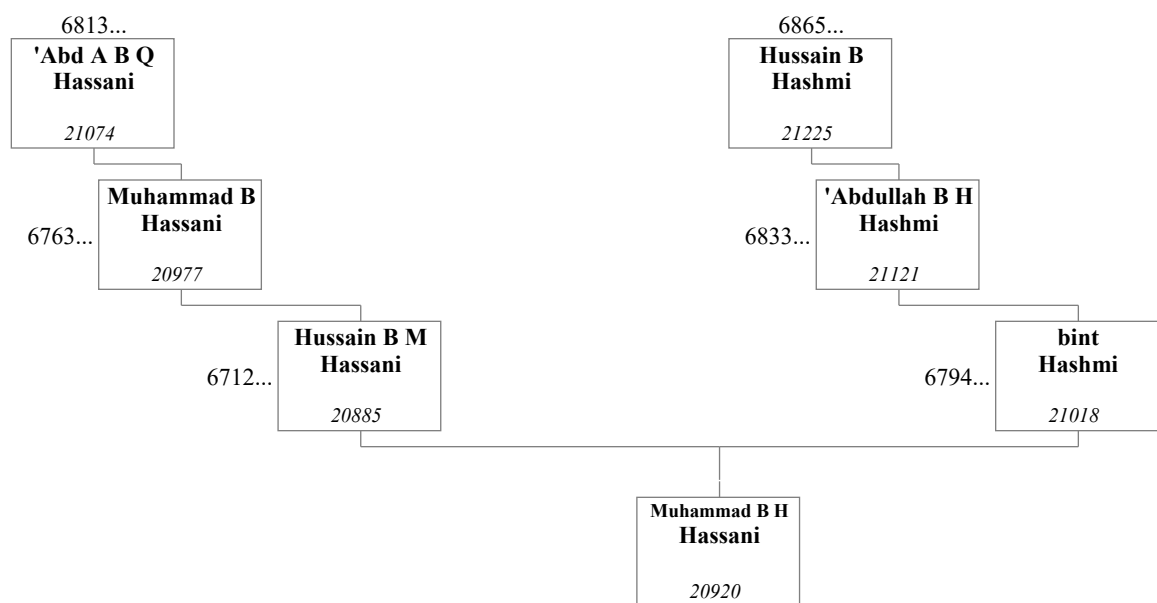 6813...
'Abd A B Q
Hassani
21074
6865...
Hussain B
Hashmi
21225
Muhammad B
Hassani
6763...
20977
'Abdullah B H
Hashmi
6833...
21121
Hussain B M
Hassani
6712...
20885
bint
Hashmi
6794...
21018
Muhammad B H
Hassani
20920